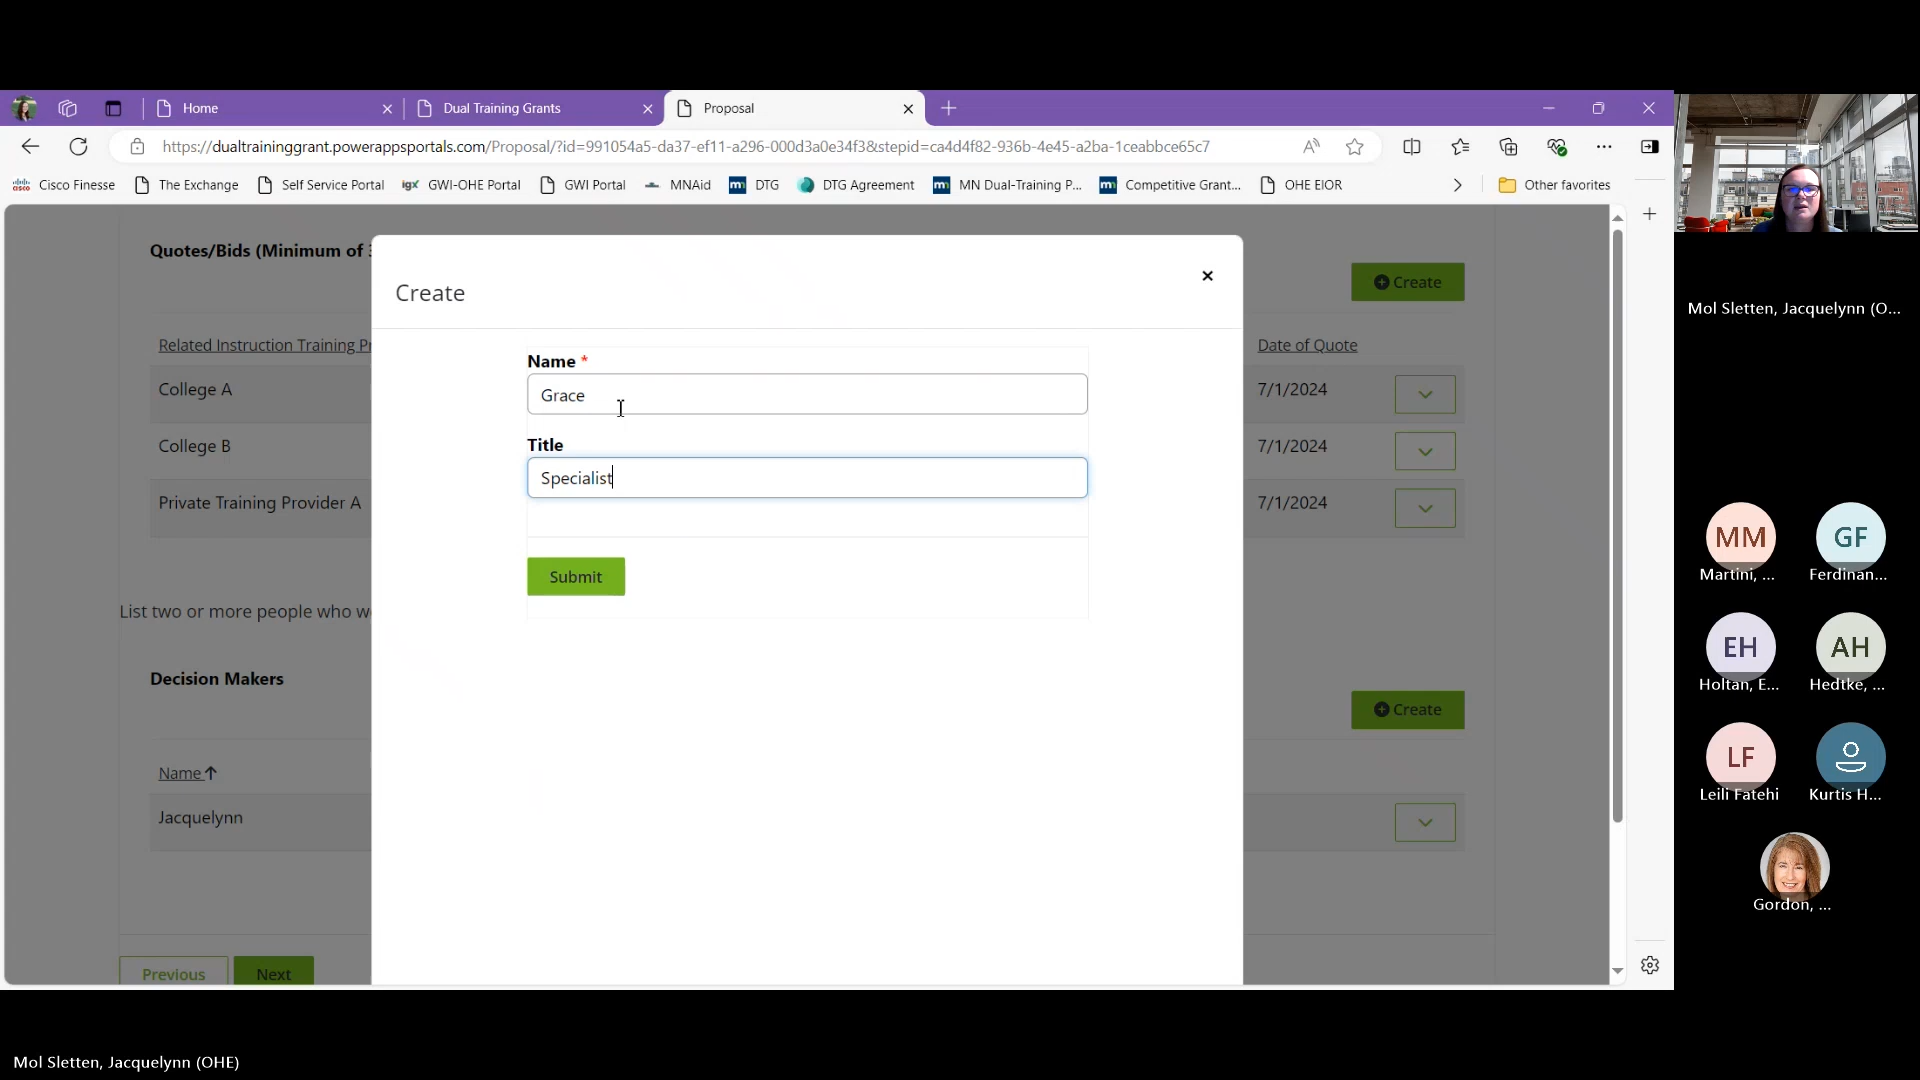 Home
Dual Training Grants
Proposal
https://dualtraininggrant.powerappsportals.com/Proposal/?id=991054a5-da37-ef11-a296-000d3a0e34f3&stepid=ca4d4f82-936b-4e45-a2ba-1ceabbce65c7
Cisco Finesse
The Exchange
Self Service Portal
igx GWI-OHE Portal
GWI Portal
MNAid
DTG
DTG Agreement
MN Dual-Training P...
Competitive Grant...
OHE EIOR
Other favorites
Quotes/Bids (Minimum of 3
Create
Create
Name *
Grace
Title
Specialist
Submit
Related Instruction Training Pr
Date of Quote
College A
7/1/2024
College B
7/1/2024
Private Training Provider A
7/1/2024
List two or more people who w
Decision Makers
Create
Name
Jacquelynn
Previous
Next
Mol Sletten, Jacquelynn (O...
MM
Martini, ...
GF
Ferdinan...
EH
Holtan, E...
AH
Hedtke, ...
LF
Leili Fatehi
Kurtis H...
Gordon, ...
Mol Sletten, Jacquelynn (OHE)